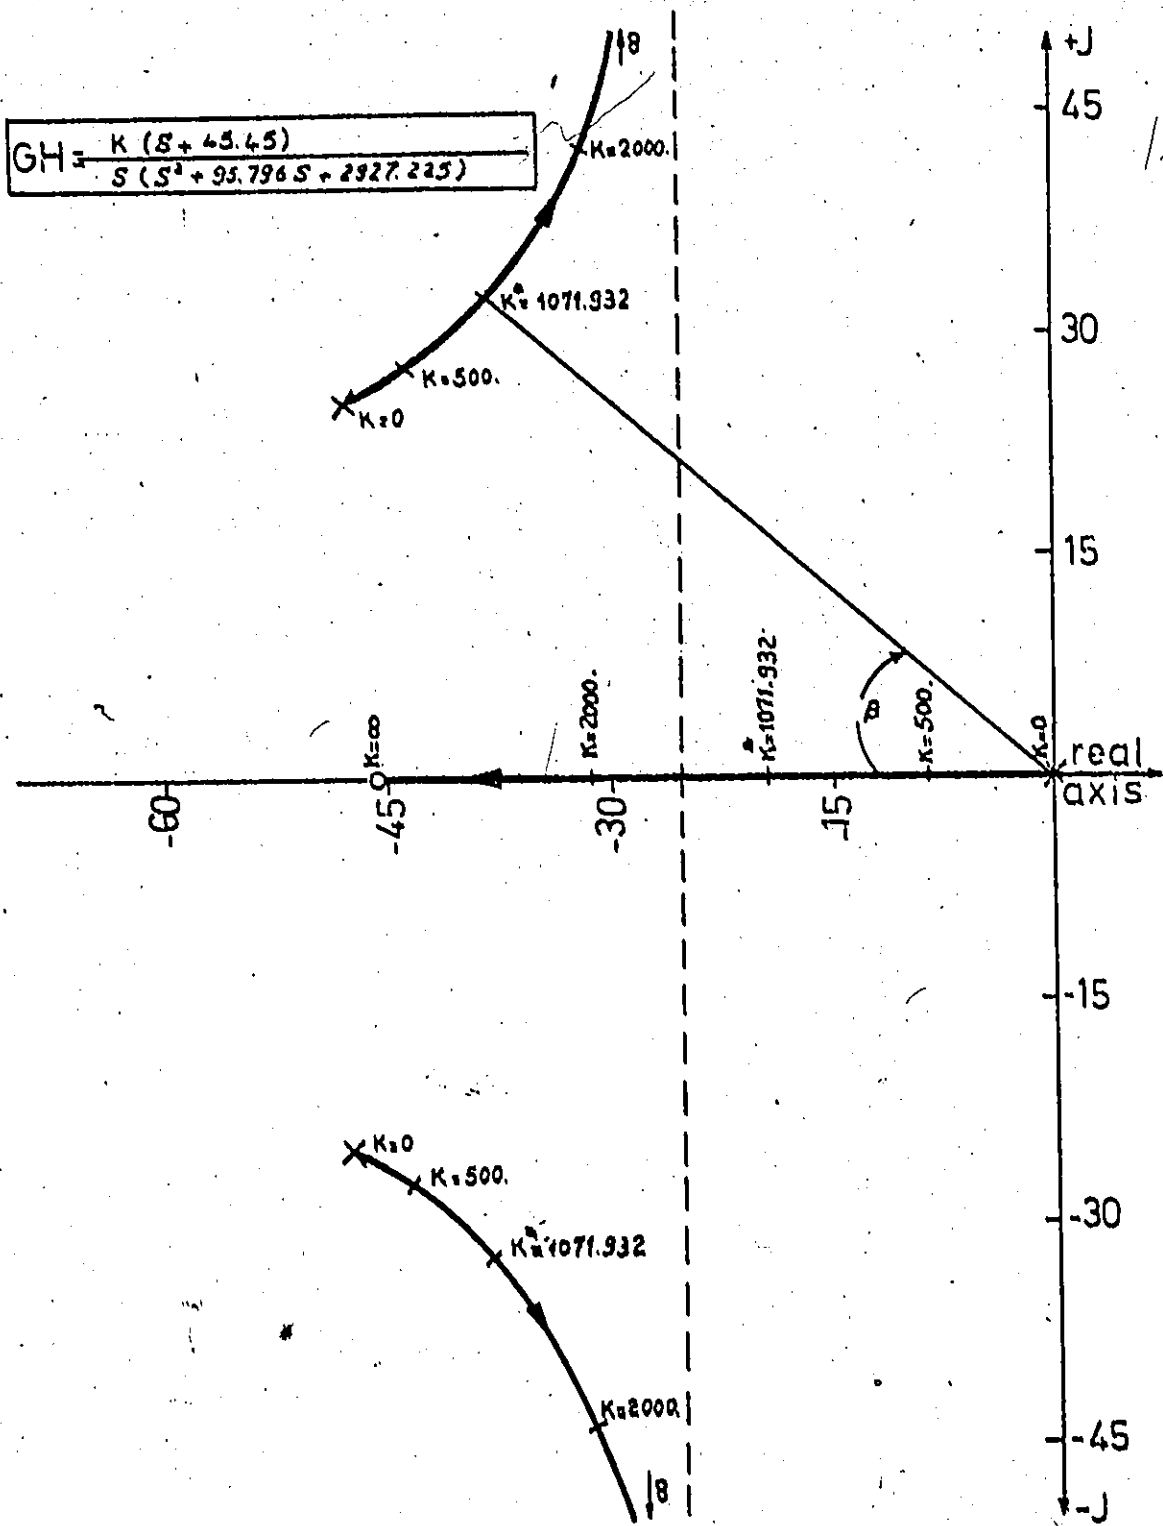 +J
∞
45
GH = K (S + 45.45)
S (S² + 95.796 S + 2927.225)
K=2000.
K*=1071.932
30
K=500.
K=0
15
K=∞
K=2000.
K*=1071.932
K=500.
K=0
real
axis
-60
-45
-30
-15
-15
K=0
K=500.
-30
K*=1071.932
K=2000.
-45
∞
-J